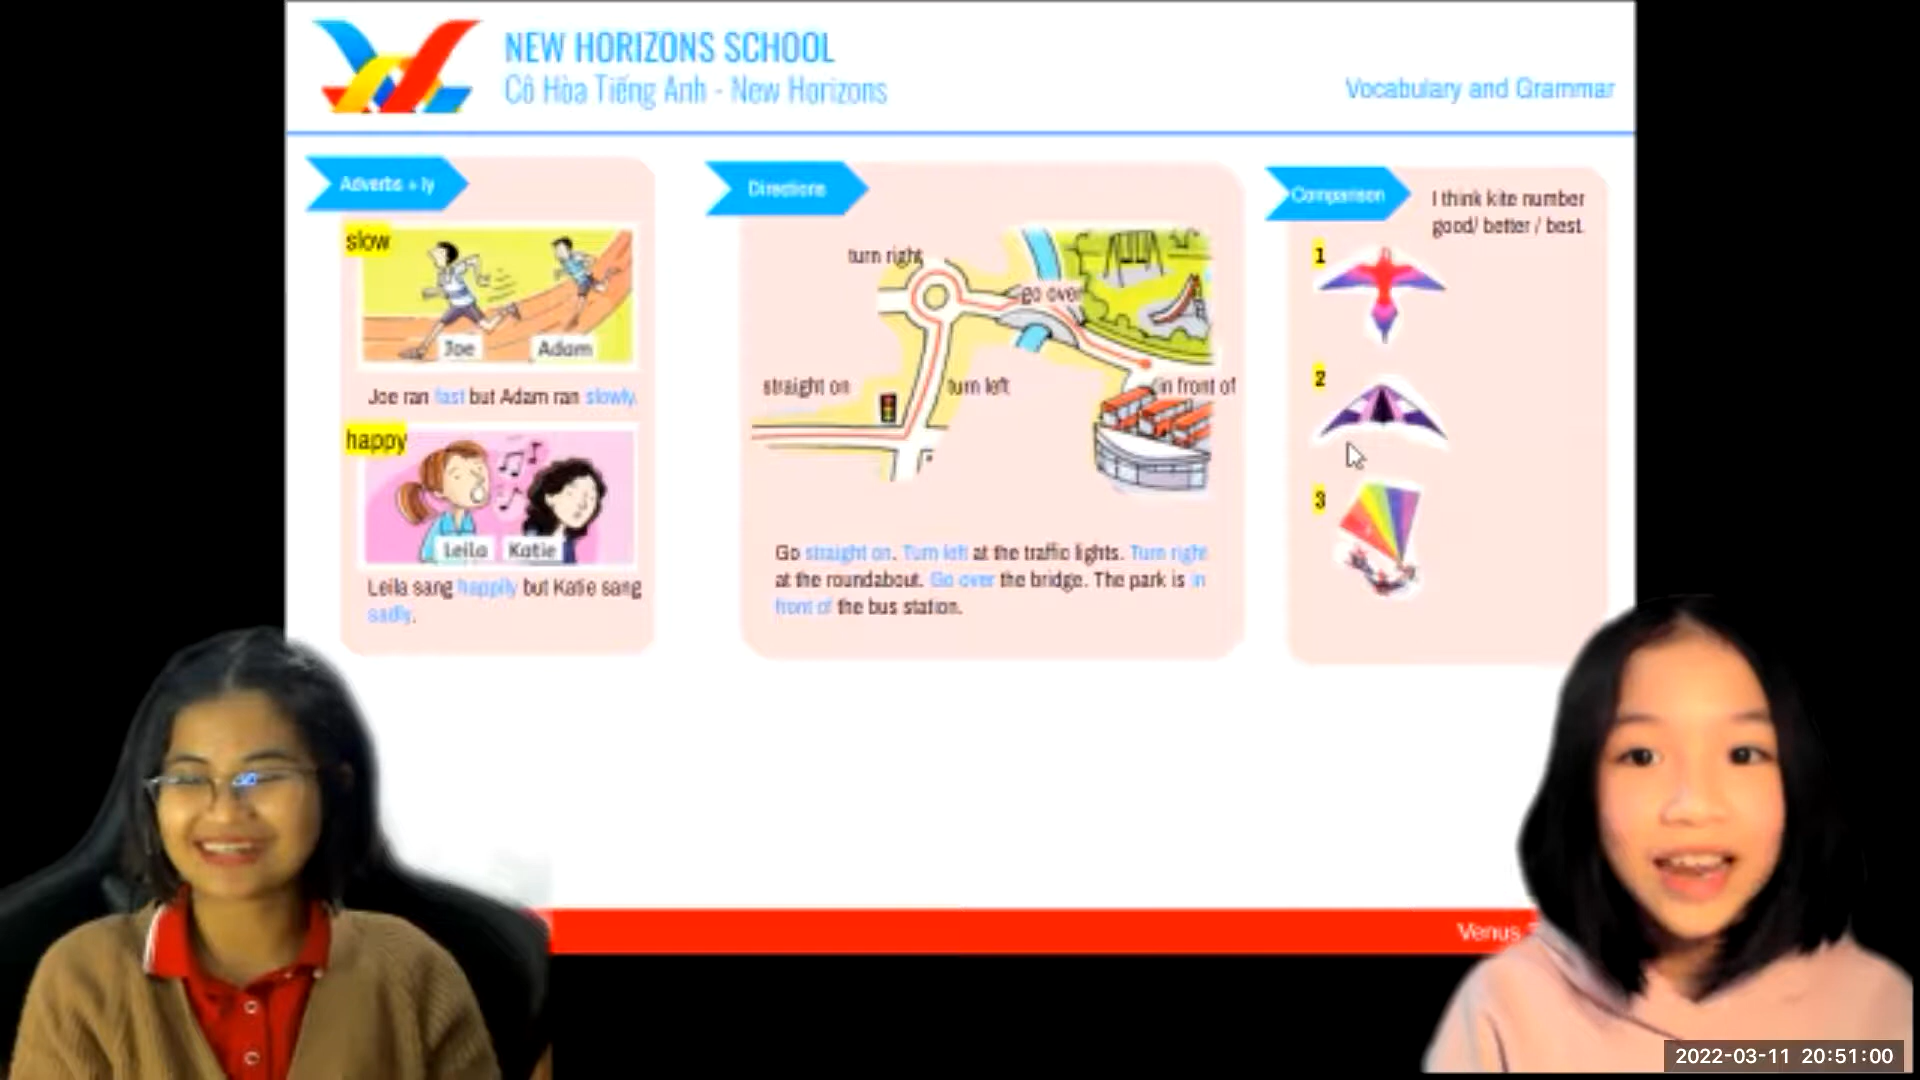 NEW HORIZONS SCHOOL
Cô Hòa Tiếng Anh - New Horizons
Vocabulary and Grammar
Adverbs + ly
slow
Joe
Adam
Joe ran fast but Adam ran slowly.
happy
Leila
Katie
Leila sang happily but Katie sang
sadly.
Directions
turn right
go over
straight on
turn left
in front of
Go straight on. Turn left at the traffic lights. Turn right
at the roundabout. Go over the bridge. The park is in
front of the bus station.
Comparison
I think kite number
good/ better / best.
1
2
3
Venus
2022-03-11 20:51:00